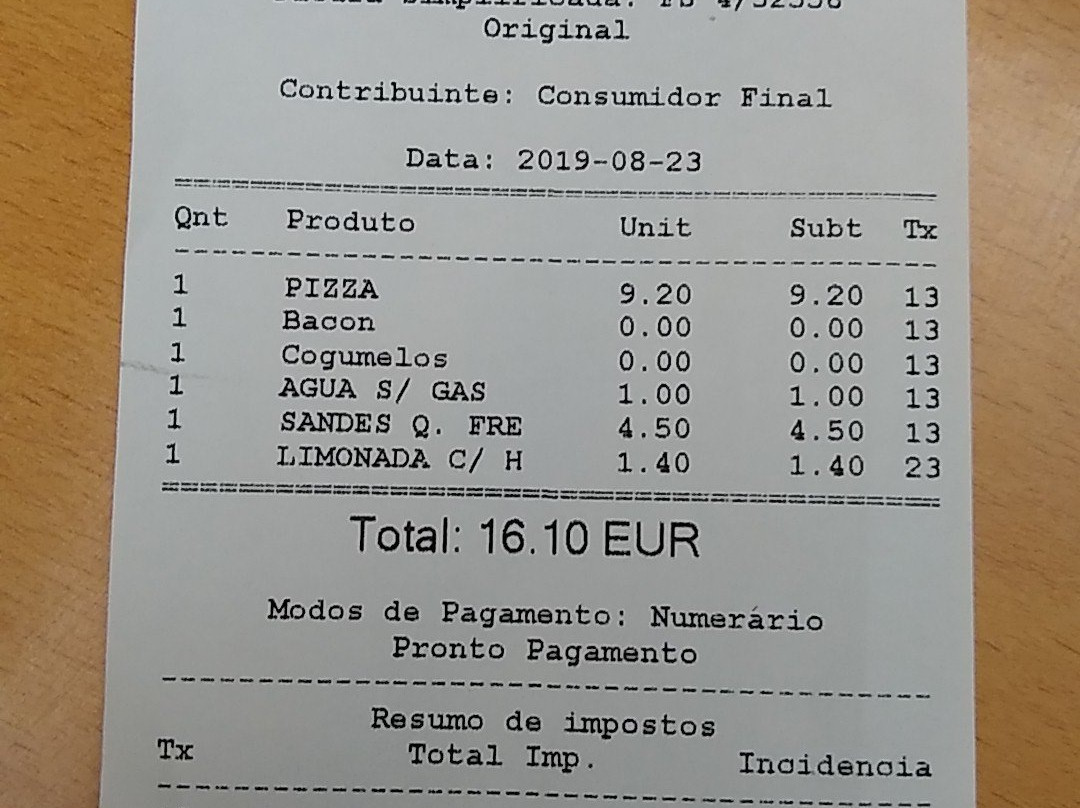 Original
Contribuinte: Consumidor Final
Data: 2019-08-23
Qnt Produto Unit Subt Tx
1 PIZZA 9.20 9.20 13
1 Bacon 0.00 0.00 13
1 Cogumelos 0.00 0.00 13
1 AGUA S/ GAS 1.00 1.00 13
1 SANDES Q. FRE 4.50 4.50 13
1 LIMONADA C/ H 1.40 1.40 23
Total: 16.10 EUR
Modos de Pagamento: Numerário
Pronto Pagamento
Resumo de impostos
Tx Total Imp. Incidencia